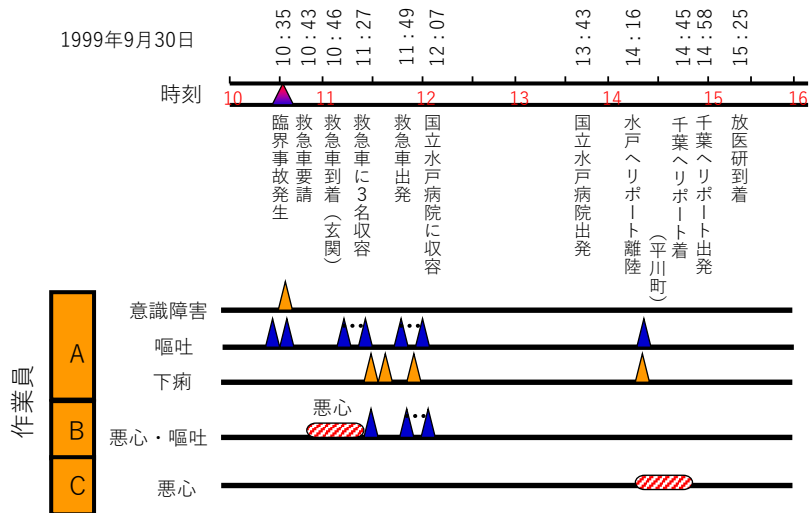 1999年9月30日
10：35
10：43
10：46
11：27
11：49
12：07
13：43
14：16
14：45
14：58
15：25
時刻
10
11
12
13
14
15
16
臨界事故発生
救急車要請
救急車到着（玄関）
救急車に３名収容
救急車出発
国立水戸病院に収容
国立水戸病院出発
水戸ヘリポート離陸
（平川町）
千葉ヘリポート着
千葉ヘリポート出発
放医研到着
作業員
A
意識障害
嘔吐
下痢
B
悪心
悪心・嘔吐
C
悪心